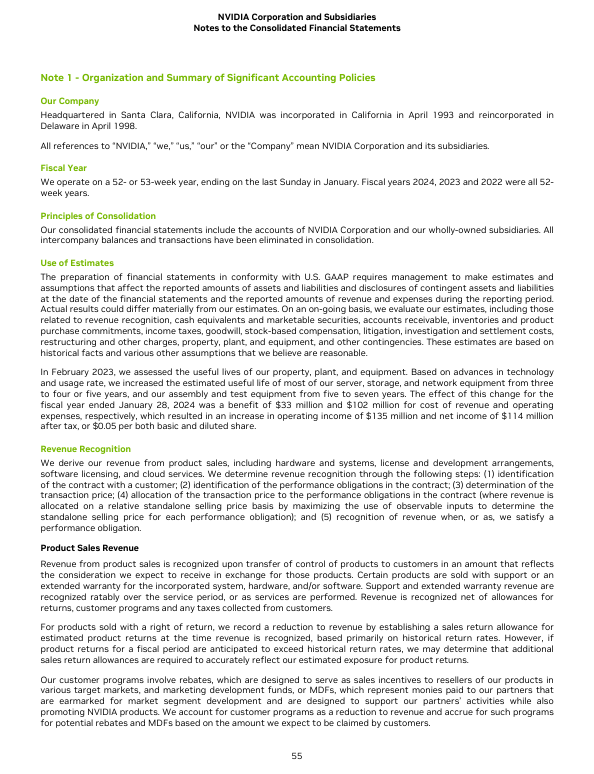 NVIDIA Corporation and Subsidiaries
Notes to the Consolidated Financial Statements
Note 1 - Organization and Summary of Significant Accounting Policies
Our Company
Headquartered in Santa Clara, California, NVIDIA was incorporated in California in April 1993 and reincorporated in
Delaware in April 1998.
All references to “NVIDIA,” “we,” “us,” “our” or the “Company” mean NVIDIA Corporation and its subsidiaries.
Fiscal Year
We operate on a 52- or 53-week year, ending on the last Sunday in January. Fiscal years 2024, 2023 and 2022 were all 52-
week years.
Principles of Consolidation
Our consolidated financial statements include the accounts of NVIDIA Corporation and our wholly-owned subsidiaries. All
intercompany balances and transactions have been eliminated in consolidation.
Use of Estimates
The preparation of financial statements in conformity with U.S. GAAP requires management to make estimates and
assumptions that affect the reported amounts of assets and liabilities and disclosures of contingent assets and liabilities
at the date of the financial statements and the reported amounts of revenue and expenses during the reporting period.
Actual results could differ materially from our estimates. On an on-going basis, we evaluate our estimates, including those
related to revenue recognition, cash equivalents and marketable securities, accounts receivable, inventories and product
purchase commitments, income taxes, goodwill, stock-based compensation, litigation, investigation and settlement costs,
restructuring and other charges, property, plant, and equipment, and other contingencies. These estimates are based on
historical facts and various other assumptions that we believe are reasonable.
In February 2023, we assessed the useful lives of our property, plant, and equipment. Based on advances in technology
and usage rate, we increased the estimated useful life of most of our server, storage, and network equipment from three
to four or five years, and our assembly and test equipment from five to seven years. The effect of this change for the
fiscal year ended January 28, 2024 was a benefit of $33 million and $102 million for cost of revenue and operating
expenses, respectively, which resulted in an increase in operating income of $135 million and net income of $114 million
after tax, or $0.05 per both basic and diluted share.
Revenue Recognition
We derive our revenue from product sales, including hardware and systems, license and development arrangements,
software licensing, and cloud services. We determine revenue recognition through the following steps: (1) identification
of the contract with a customer; (2) identification of the performance obligations in the contract; (3) determination of the
transaction price; (4) allocation of the transaction price to the performance obligations in the contract (where revenue is
allocated on a relative standalone selling price basis by maximizing the use of observable inputs to determine the
standalone selling price for each performance obligation); and (5) recognition of revenue when, or as, we satisfy a
performance obligation.
Product Sales Revenue
Revenue from product sales is recognized upon transfer of control of products to customers in an amount that reflects
the consideration we expect to receive in exchange for those products. Certain products are sold with support or an
extended warranty for the incorporated system, hardware, and/or software. Support and extended warranty revenue are
recognized ratably over the service period, or as services are performed. Revenue is recognized net of allowances for
returns, customer programs and any taxes collected from customers.
For products sold with a right of return, we record a reduction to revenue by establishing a sales return allowance for
estimated product returns at the time revenue is recognized, based primarily on historical return rates. However, if
product returns for a fiscal period are anticipated to exceed historical return rates, we may determine that additional
sales return allowances are required to accurately reflect our estimated exposure for product returns.
Our customer programs involve rebates, which are designed to serve as sales incentives to resellers of our products in
various target markets, and marketing development funds, or MDFs, which represent monies paid to our partners that
are earmarked for market segment development and are designed to support our partners’ activities while also
promoting NVIDIA products. We account for customer programs as a reduction to revenue and accrue for such programs
for potential rebates and MDFs based on the amount we expect to be claimed by customers.
55